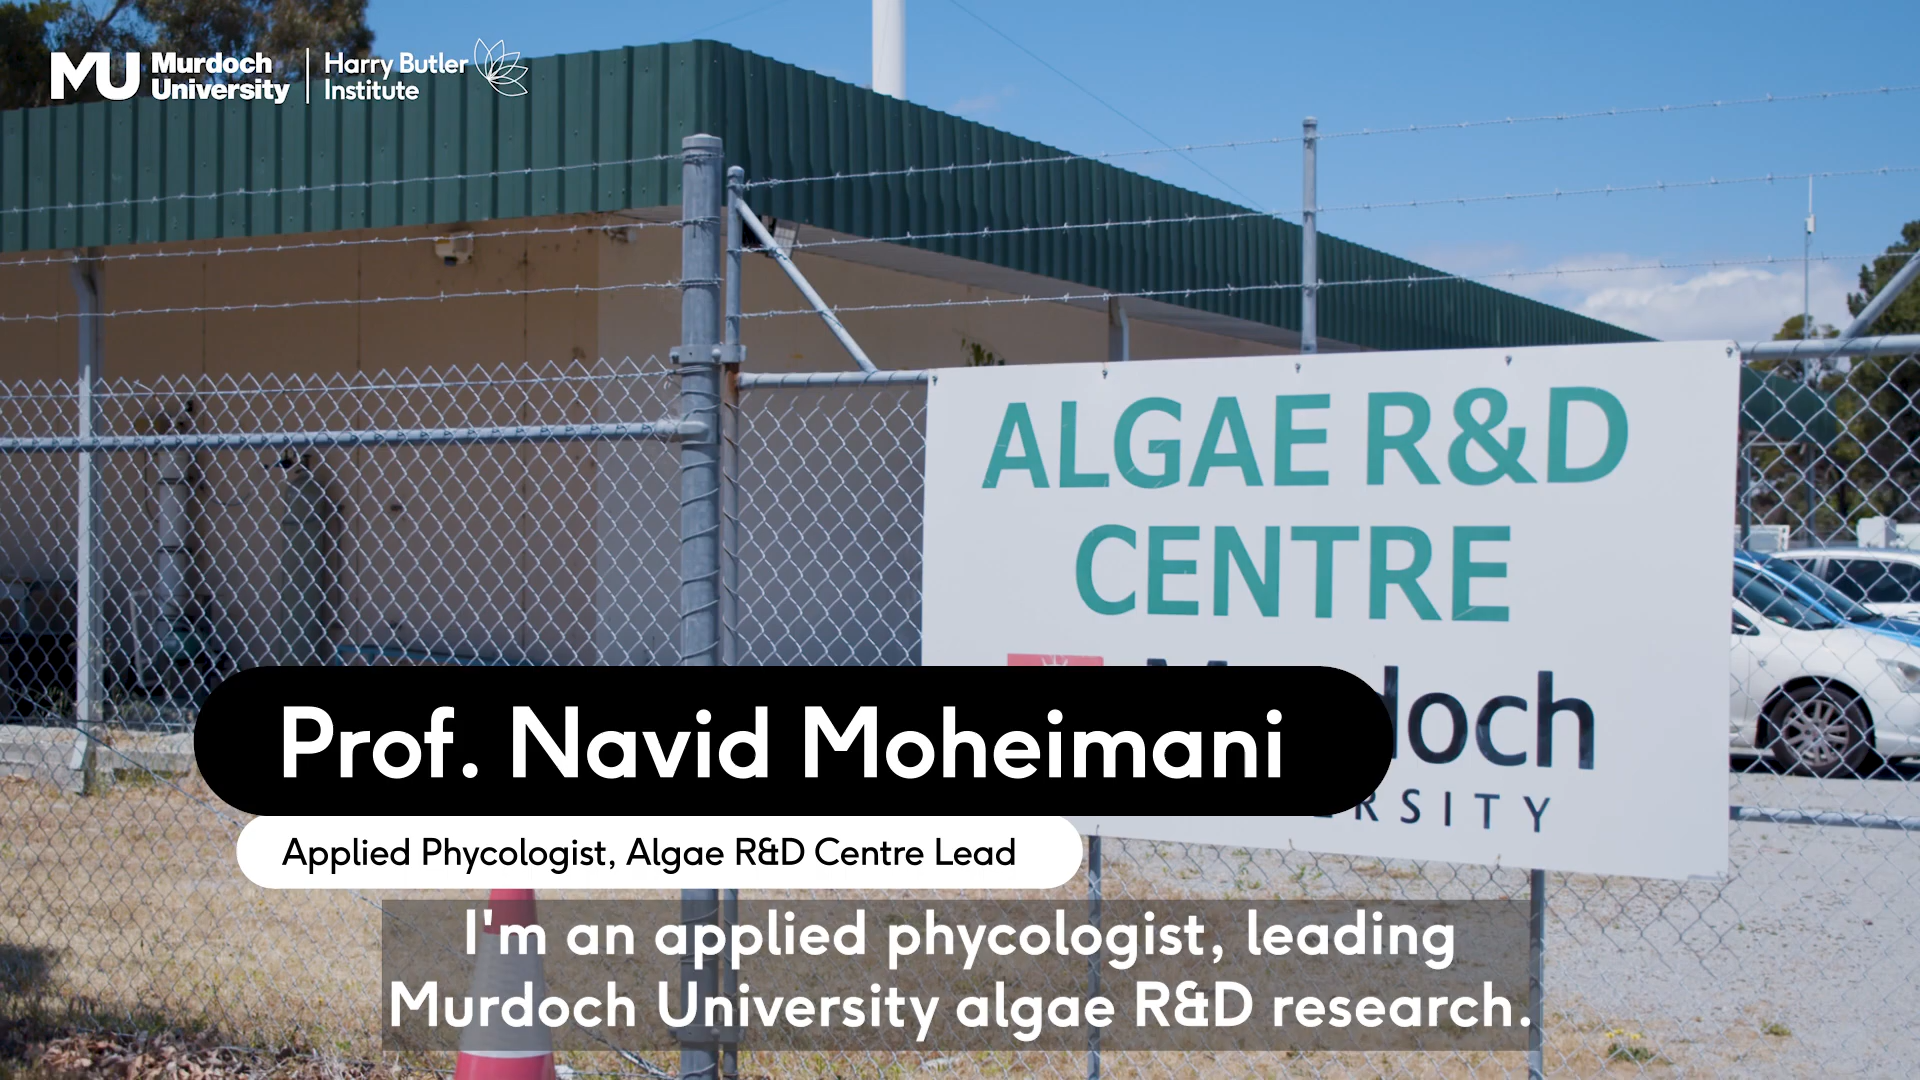 MU Murdoch University | Harry Butler Institute
ALGAE R&D
CENTRE
Prof. Navid Moheimani
Applied Phycologist, Algae R&D Centre Lead
I'm an applied phycologist, leading
Murdoch University algae R&D research.